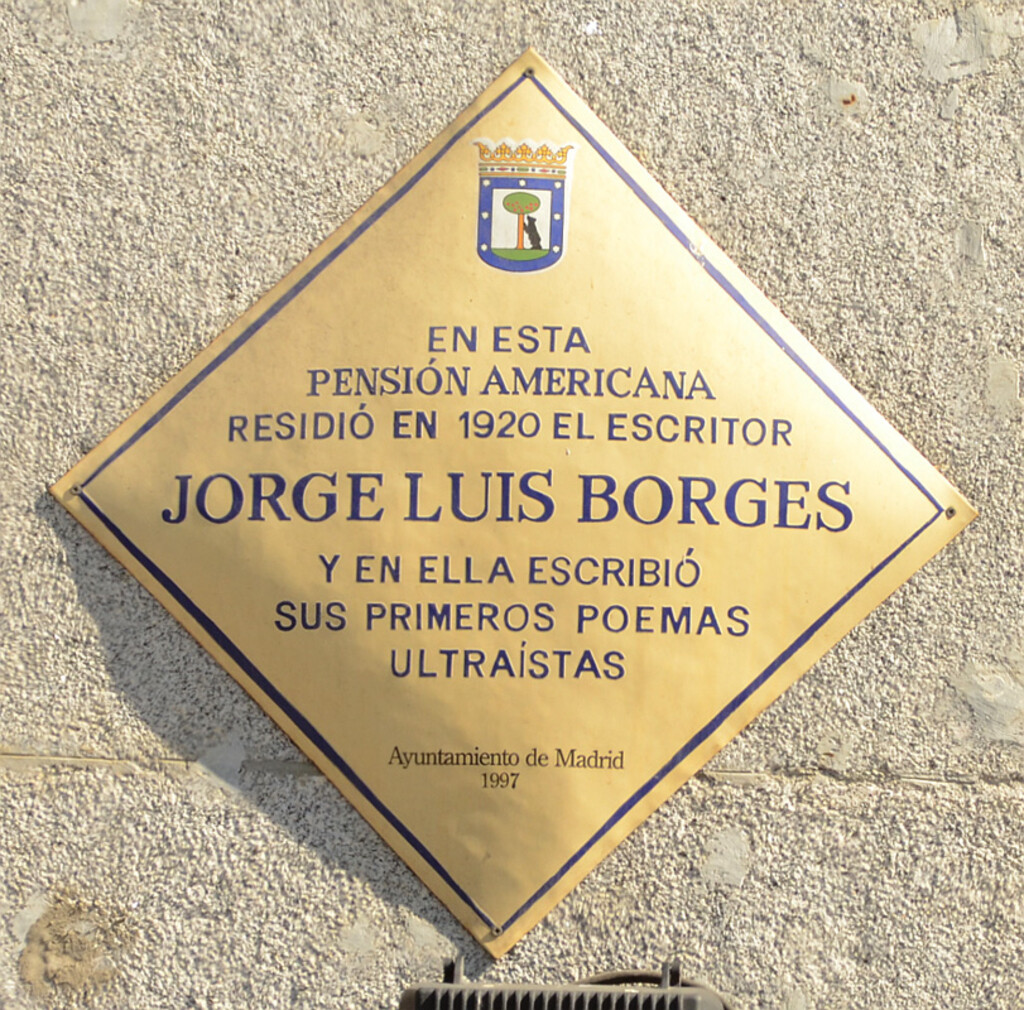 EN ESTA
PENSIÓN AMERICANA
RESIDIÓ EN 1920 EL ESCRITOR
JORGE LUIS BORGES
Y EN ELLA ESCRIBIÓ
SUS PRIMEROS POEMAS
ULTRAÍSTAS
Ayuntamiento de Madrid
1997